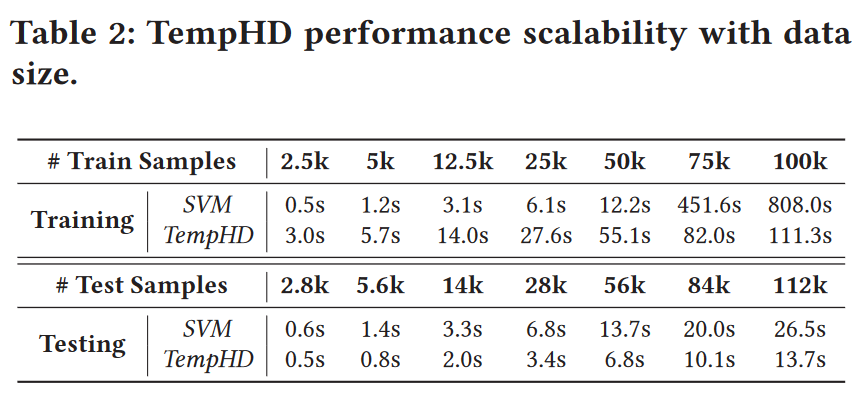 Table 2: TempHD performance scalability with data
size.
# Train Samples 2.5k 5k 12.5k 25k 50k 75k 100k
Training SVM 0.5s 1.2s 3.1s 6.1s 12.2s 451.6s 808.0s
TempHD 3.0s 5.7s 14.0s 27.6s 55.1s 82.0s 111.3s
# Test Samples 2.8k 5.6k 14k 28k 56k 84k 112k
Testing SVM 0.6s 1.4s 3.3s 6.8s 13.7s 20.0s 26.5s
TempHD 0.5s 0.8s 2.0s 3.4s 6.8s 10.1s 13.7s